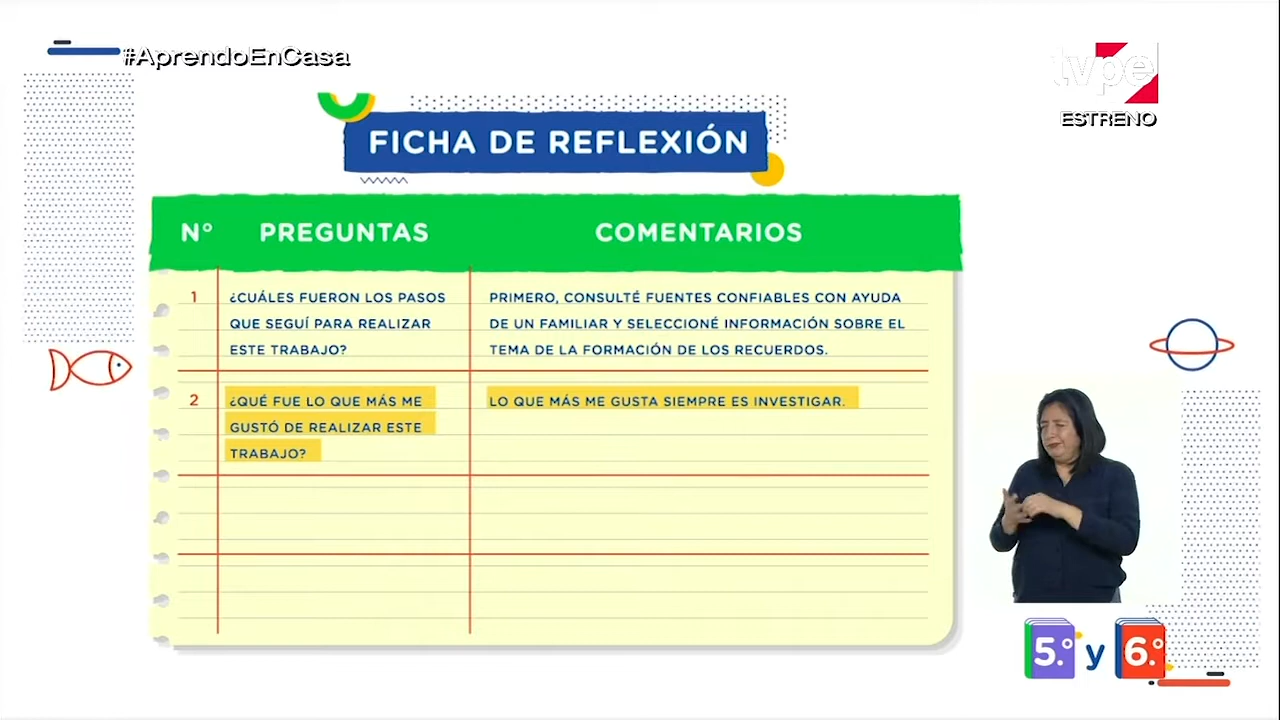 #AprendoEnCasa
tvpe
ESTRENO
FICHA DE REFLEXIÓN
N° PREGUNTAS COMENTARIOS
1 ¿CUÁLES FUERON LOS PASOS
QUE SEGUÍ PARA REALIZAR
ESTE TRABAJO?
PRIMERO, CONSULTÉ FUENTES CONFIABLES CON AYUDA
DE UN FAMILIAR Y SELECCIONÉ INFORMACIÓN SOBRE EL
TEMA DE LA FORMACIÓN DE LOS RECUERDOS.
2 ¿QUÉ FUE LO QUE MÁS ME
GUSTÓ DE REALIZAR ESTE
TRABAJO?
LO QUE MÁS ME GUSTA SIEMPRE ES INVESTIGAR.
5.° y 6.°